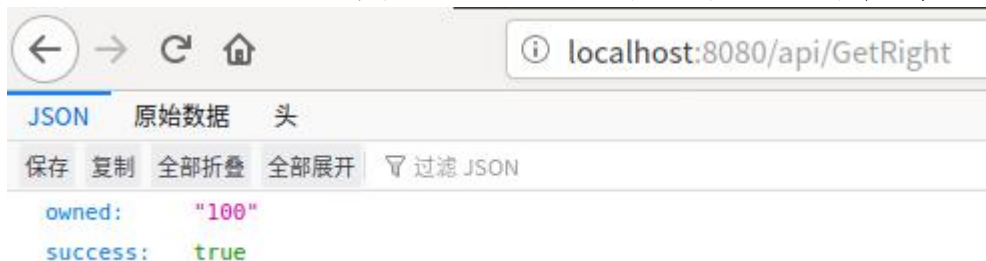 localhost:8080/api/GetRight
JSON 原始数据 头
保存 复制 全部折叠 全部展开 过滤 JSON
owned: "100"
success: true